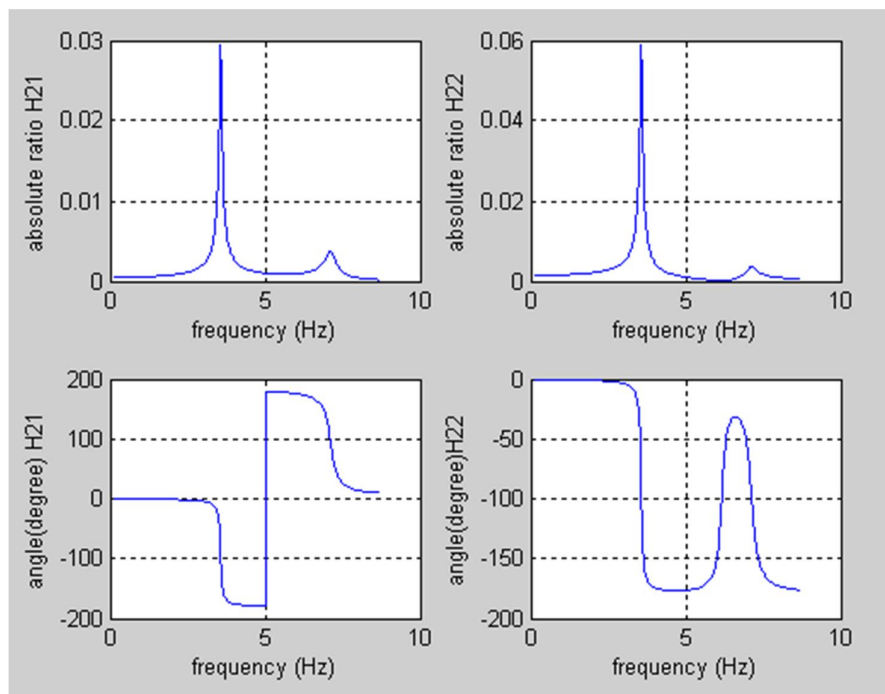 0.03
0.02
0.01
0
absolute ratio H21
0 5 10
frequency (Hz)
0.06
0.04
0.02
0
absolute ratio H22
0 5 10
frequency (Hz)
200
100
0
-100
-200
angle(degree) H21
0 5 10
frequency (Hz)
0
-50
-100
-150
-200
angle(degree)H22
0 5 10
frequency (Hz)